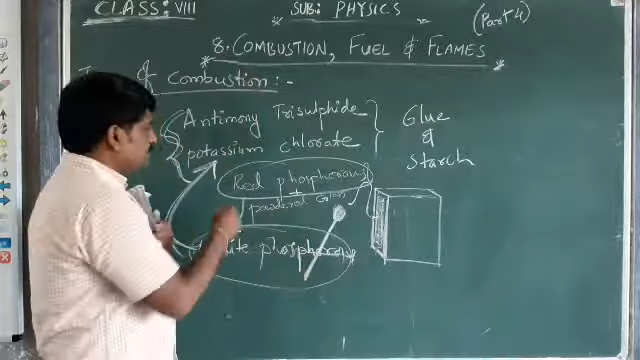 CLASS: VIII
SUB: PHYSICS
(Part 4)
8. COMBUSTION, FUEL & FLAMES
of Combustion :-
Antimony Trisulphide
potassium chlorate
Glue
&
Starch
Red phosphorous
+
powdered
phosphorous